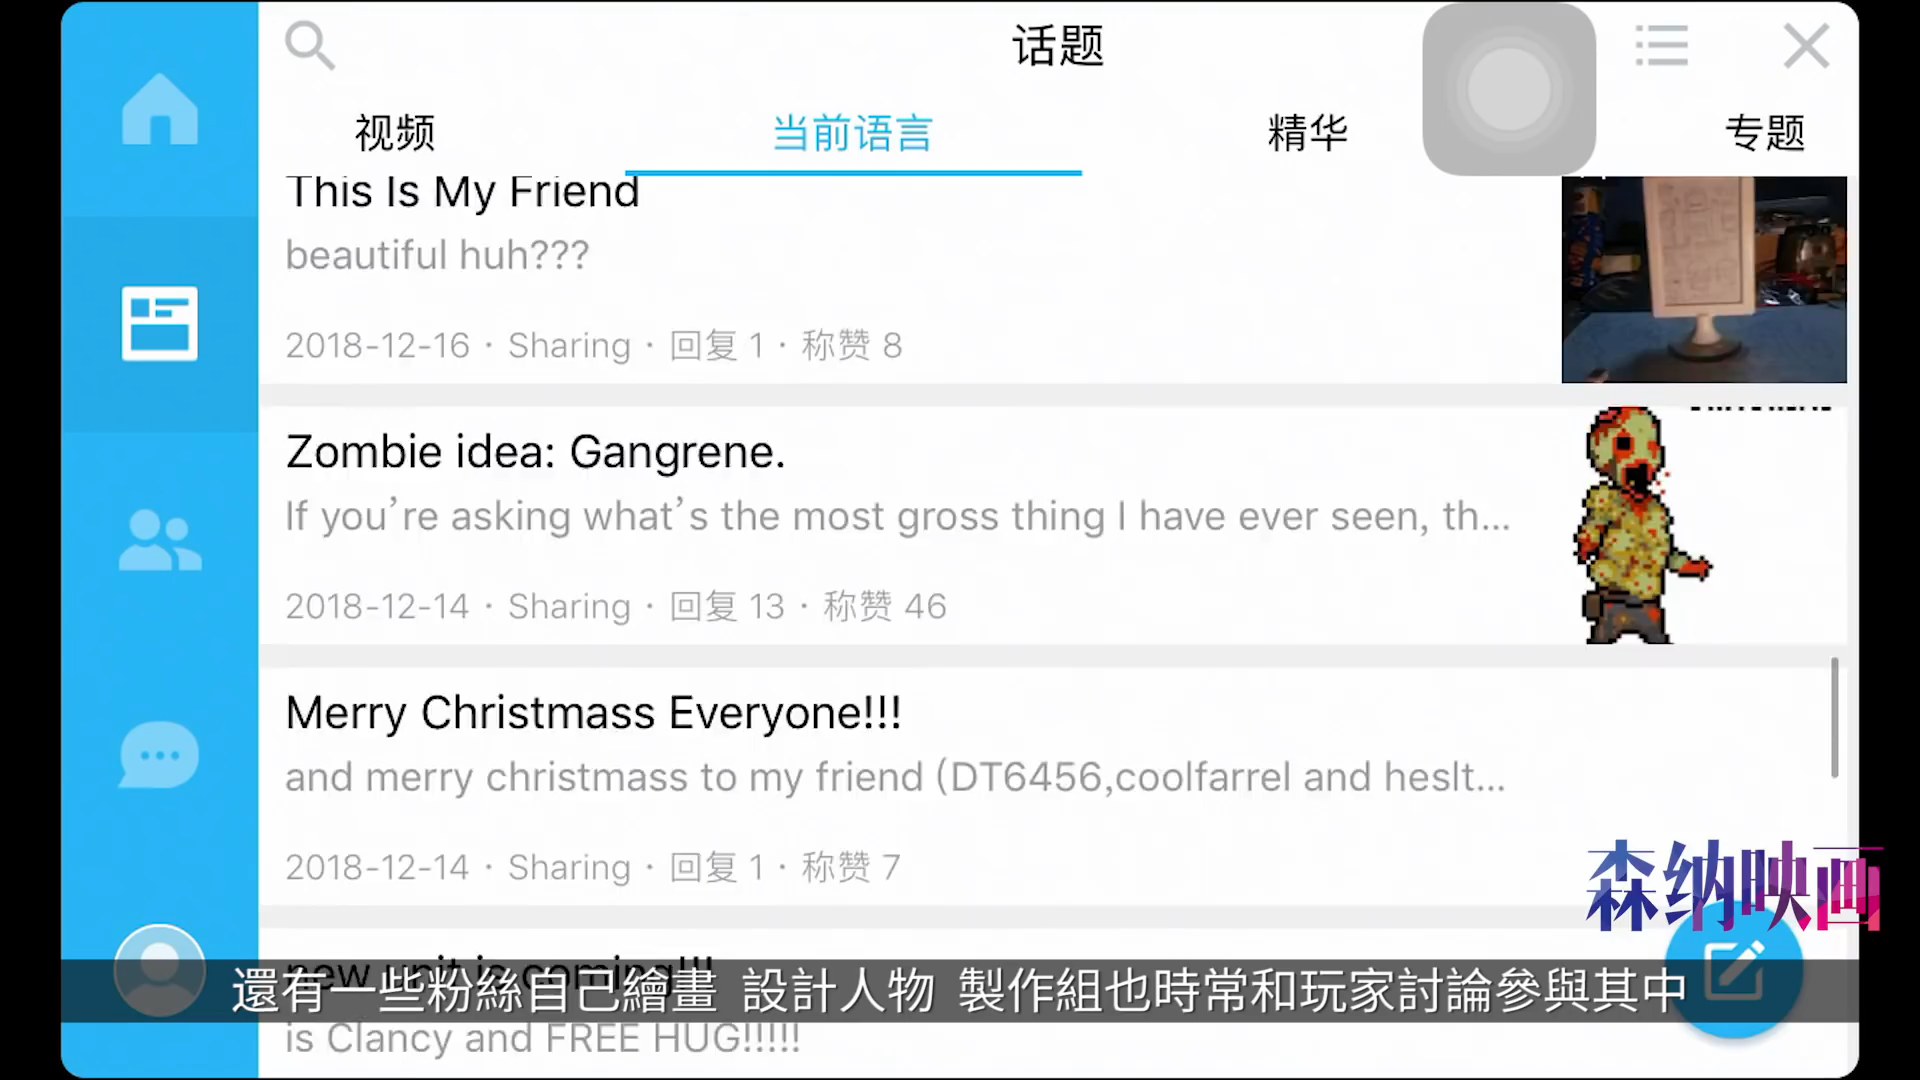 话题
视频
当前语言
精华
专题
This Is My Friend
beautiful huh???
2018-12-16 · Sharing · 回复 1 · 称赞 8
Zombie idea: Gangrene.
If you're asking what's the most gross thing I have ever seen, th...
2018-12-14 · Sharing · 回复 13 · 称赞 46
Merry Christmass Everyone!!!
and merry christmass to my friend (DT6456,coolfarrel and heslt...
2018-12-14 · Sharing · 回复 1 · 称赞 7
森纳映画
new unit is coming!!!
還有一些粉絲自己繪畫 設計人物 製作組也時常和玩家討論參與其中
is Clancy and FREE HUG!!!!!